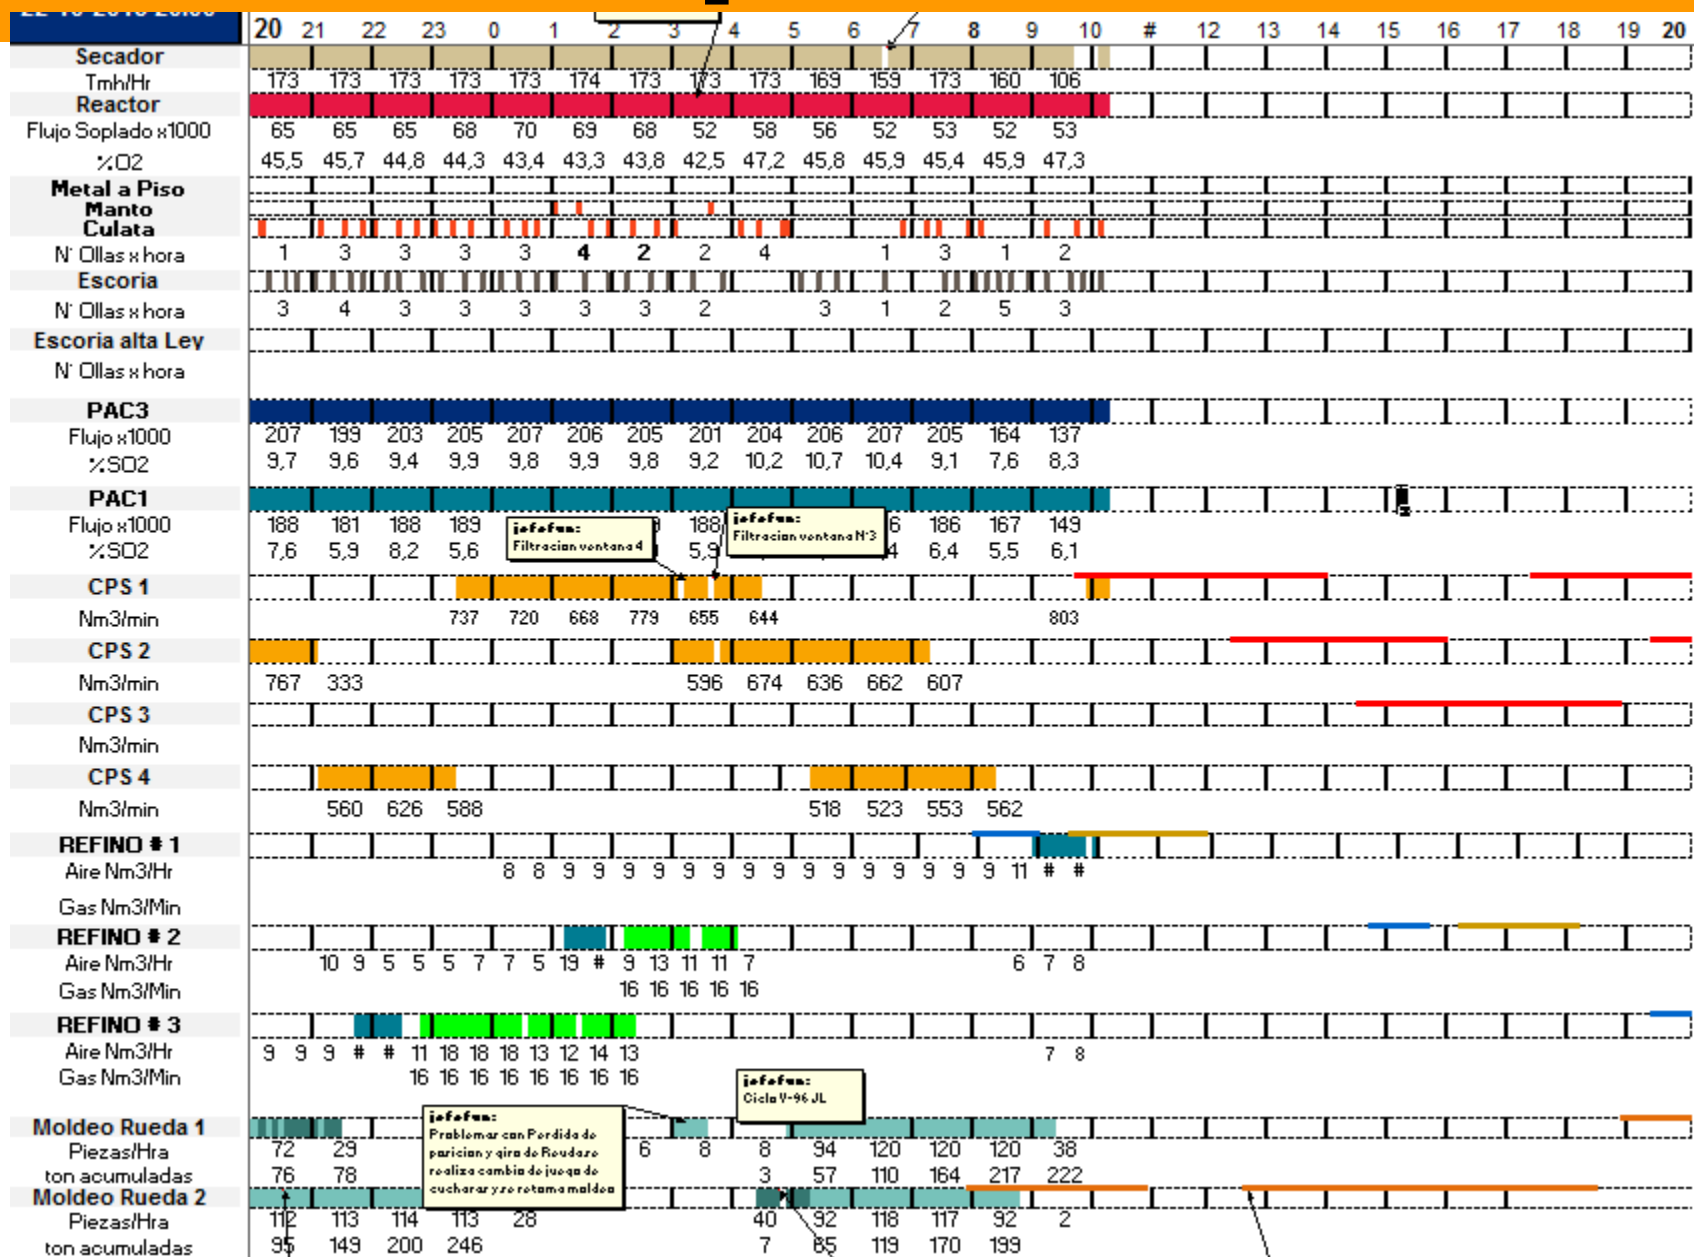 20 21 22 23 0 1 2 3 4 5 6 7 8 9 10 # 12 13 14 15 16 17 18 19 20
Secador
Tmh/Hr 173 173 173 173 173 174 173 173 173 169 159 173 160 106
Reactor
Flujo Soplado x1000 65 65 65 68 70 69 68 52 58 56 52 53 52 53
%O2 45,5 45,7 44,8 44,3 43,4 43,3 43,8 42,5 47,2 45,8 45,9 45,4 45,9 47,3
Metal a Piso
Manto
Culata
N° Ollas x hora 1 3 3 3 3 4 2 2 4 1 3 1 2
Escoria
N° Ollas x hora 3 4 3 3 3 3 3 2 3 1 2 5 3
Escoria alta Ley
N° Ollas x hora
PAC3
Flujo x1000 207 199 203 205 207 206 205 201 204 206 207 205 164 137
%SO2 9,7 9,6 9,4 9,9 9,8 9,9 9,8 9,2 10,2 10,7 10,4 9,1 7,6 8,3
PAC1
Flujo x1000 188 181 188 189 188 6 186 167 149
%SO2 7,6 5,9 8,2 5,6 5,9 4 6,4 5,5 6,1
jefefun:
Filtracion ventana 4
jefefun:
Filtracion ventana N°3
CPS 1
Nm3/min 737 720 668 779 655 644 803
CPS 2
Nm3/min 767 333 596 674 636 662 607
CPS 3
Nm3/min
CPS 4
Nm3/min 560 626 588 518 523 553 562
REFINO # 1
Aire Nm3/Hr 8 8 9 9 9 9 9 9 9 9 9 9 9 9 9 9 9 11 # #
Gas Nm3/Min
REFINO # 2
Aire Nm3/Hr 10 9 5 5 5 7 7 5 19 # 9 13 11 11 7 6 7 8
Gas Nm3/Min 16 16 16 16 16
REFINO # 3
Aire Nm3/Hr 9 9 9 # # 11 18 18 18 13 12 14 13 7 8
Gas Nm3/Min 16 16 16 16 16 16 16 16
jefefun:
Ciclo V-96 JL
jefefun:
Problemas con Perdida de
posicion y giro de Rueda se
realiza cambio de juego de
cucharas y se retoma moldeo
Moldeo Rueda 1
Piezas/Hra 72 29 6 8 8 94 120 120 120 38
ton acumuladas 76 78 3 57 110 164 217 222
Moldeo Rueda 2
Piezas/Hra 112 113 114 113 28 40 92 118 117 92 2
ton acumuladas 95 149 200 246 7 65 119 170 199